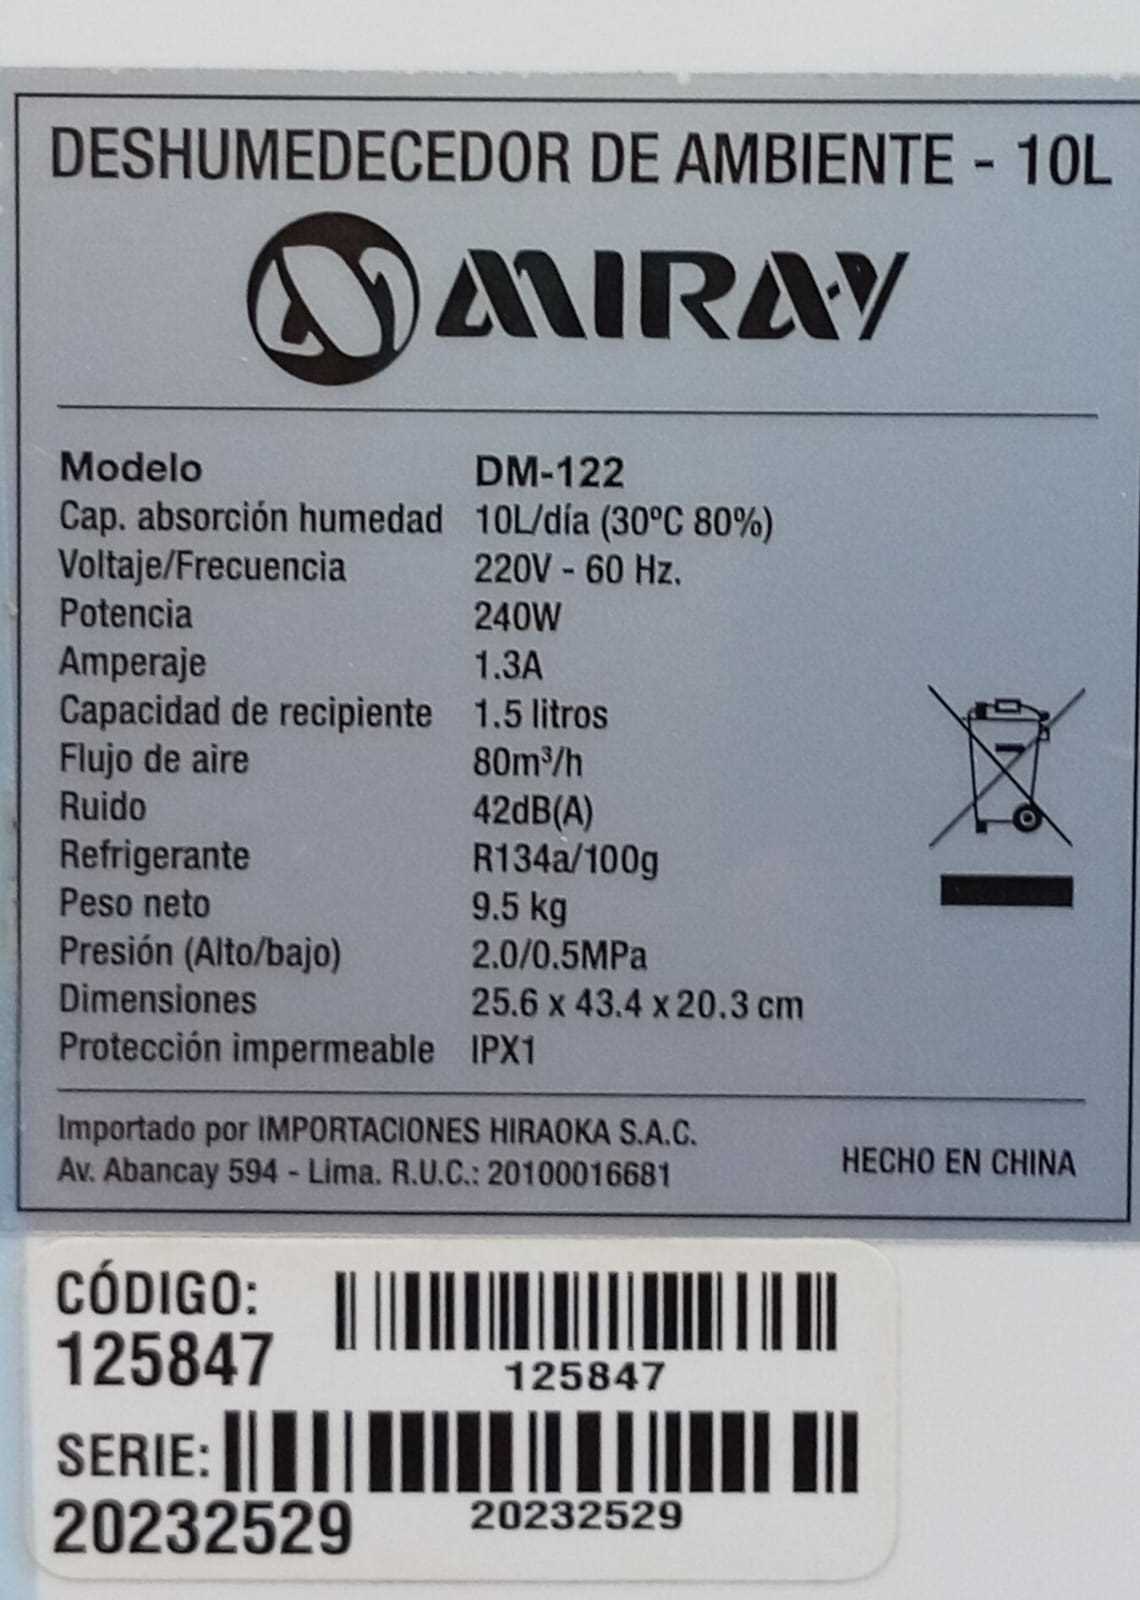 DESHUMEDECEDOR DE AMBIENTE - 10L
MIRAY
Modelo DM-122
Cap. absorción humedad 10L/día (30ºC 80%)
Voltaje/Frecuencia 220V - 60 Hz.
Potencia 240W
Amperaje 1.3A
Capacidad de recipiente 1.5 litros
Flujo de aire 80m³/h
Ruido 42dB(A)
Refrigerante R134a/100g
Peso neto 9.5 kg
Presión (Alto/bajo) 2.0/0.5MPa
Dimensiones 25.6 x 43.4 x 20.3 cm
Protección impermeable IPX1
Importado por IMPORTACIONES HIRAOKA S.A.C.
Av. Abancay 594 - Lima. R.U.C.: 20100016681
HECHO EN CHINA
CÓDIGO:
125847
125847
SERIE:
20232529
20232529